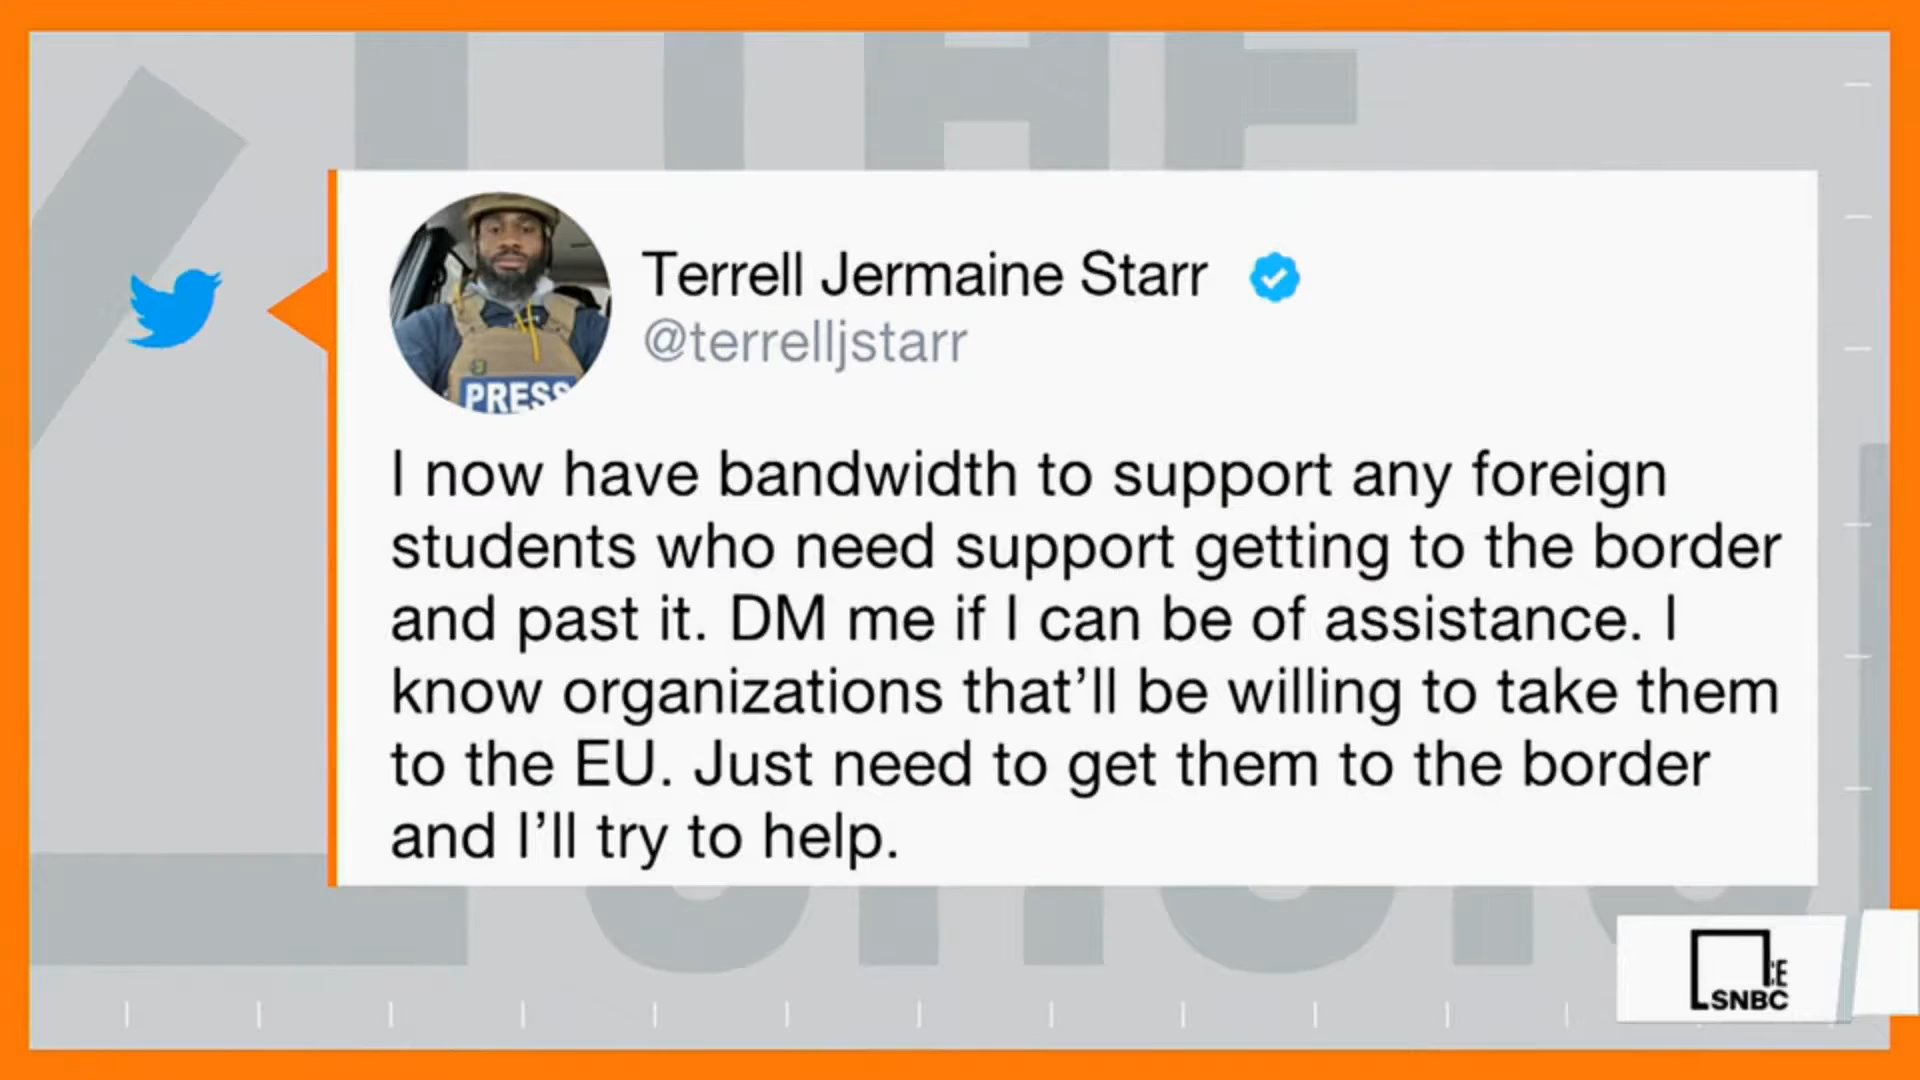 THE
Terrell Jermaine Starr
@terrelljstarr
PRESS
I now have bandwidth to support any foreign
students who need support getting to the border
and past it. DM me if I can be of assistance. I
know organizations that’ll be willing to take them
to the EU. Just need to get them to the border
and I’ll try to help.
SNBC